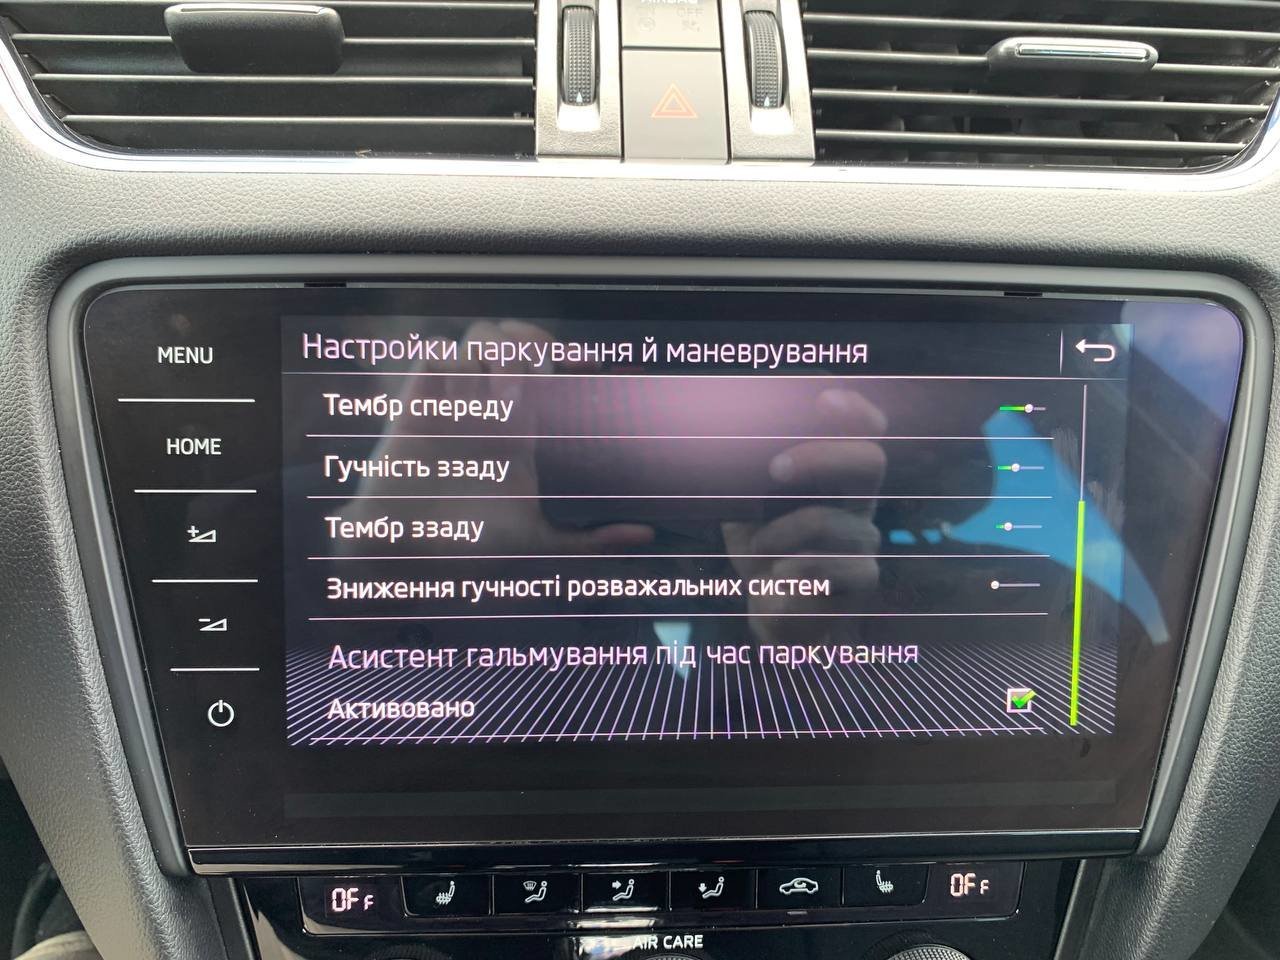 OFF
MENU
HOME
Настройки паркування й маневрування
Тембр спереду
Гучність ззаду
Тембр ззаду
Зниження гучності розважальних систем
Асистент гальмування під час паркування
Активовано
OFF
OFF
AIR CARE